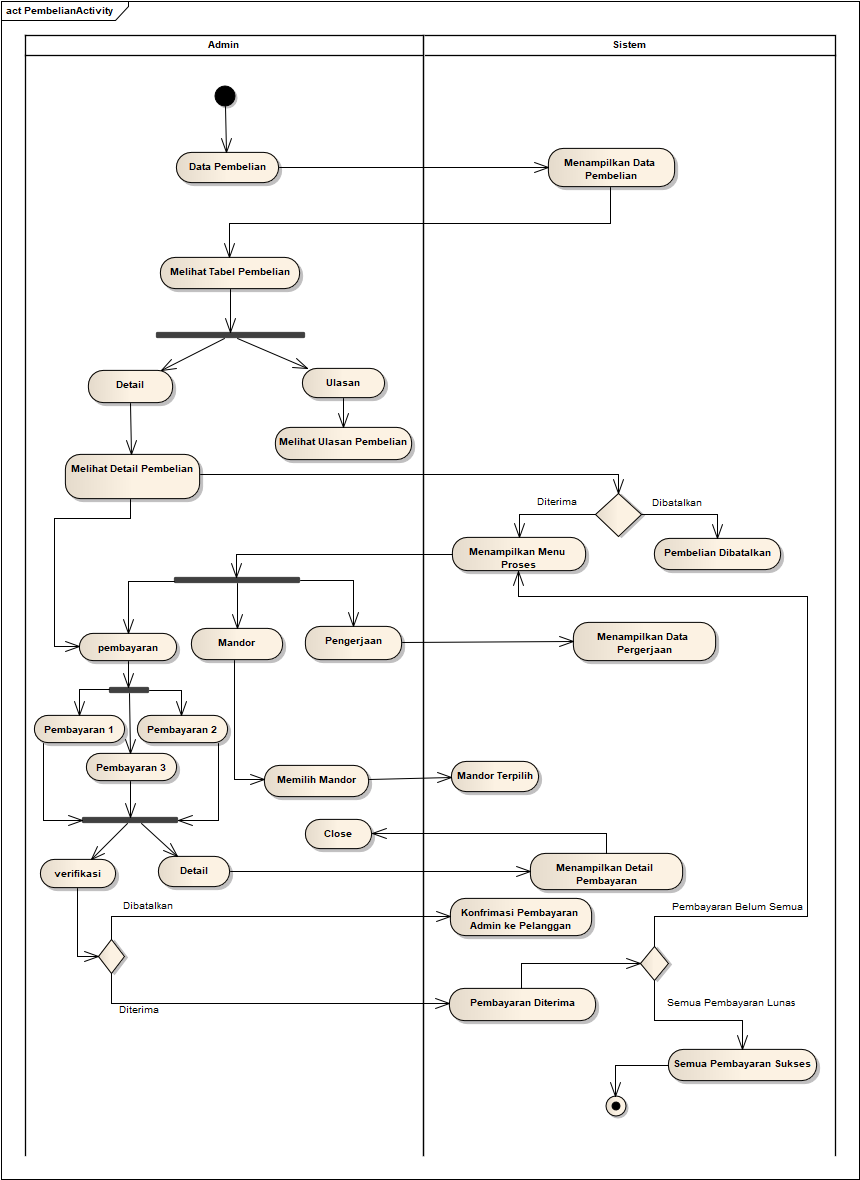 act PembelianActivity
Admin
Sistem
Data Pembelian
Menampilkan Data
Pembelian
Melihat Tabel Pembelian
Detail
Ulasan
Melihat Ulasan Pembelian
Melihat Detail Pembelian
Diterima
Dibatalkan
Menampilkan Menu
Proses
Pembelian Dibatalkan
pembayaran
Mandor
Pengerjaan
Menampilkan Data
Pergerjaan
Pembayaran 1
Pembayaran 2
Pembayaran 3
Memilih Mandor
Mandor Terpilih
Close
verifikasi
Detail
Menampilkan Detail
Pembayaran
Dibatalkan
Konfrimasi Pembayaran
Admin ke Pelanggan
Pembayaran Belum Semua
Diterima
Pembayaran Diterima
Semua Pembayaran Lunas
Semua Pembayaran Sukses